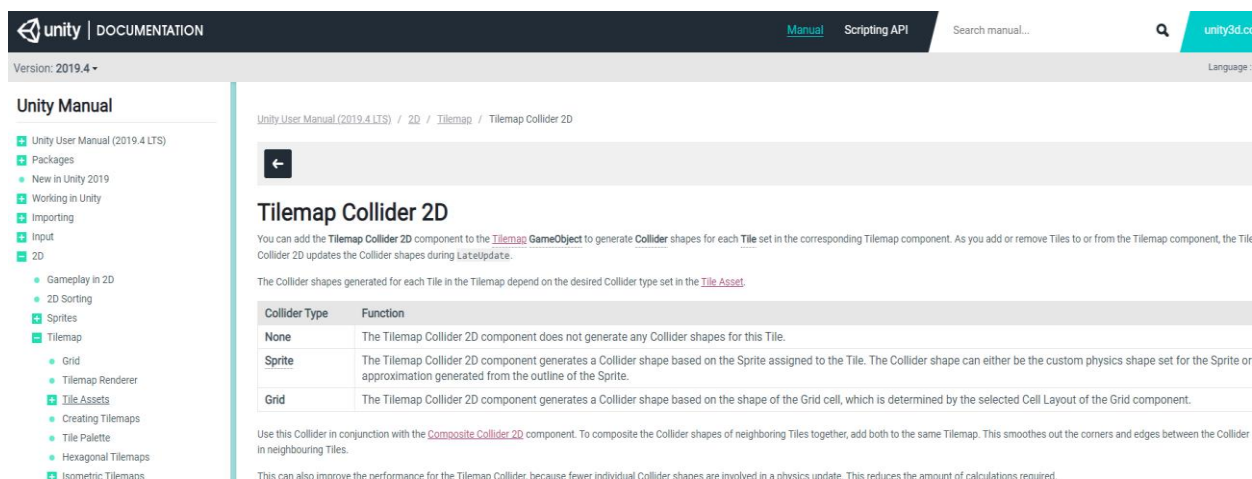 unity | DOCUMENTATION
Manual
Scripting API
Search manual...
unity3d.co
Version: 2019.4
Language :
Unity Manual
Unity User Manual (2019.4 LTS)
Packages
New in Unity 2019
Working in Unity
Importing
Input
2D
Gameplay in 2D
2D Sorting
Sprites
Tilemap
Grid
Tilemap Renderer
Tile Assets
Creating Tilemaps
Tile Palette
Hexagonal Tilemaps
Isometric Tilemaps
Unity User Manual (2019.4 LTS) / 2D / Tilemap / Tilemap Collider 2D
Tilemap Collider 2D
You can add the Tilemap Collider 2D component to the Tilemap GameObject to generate Collider shapes for each Tile set in the corresponding Tilemap component. As you add or remove Tiles to or from the Tilemap component, the Tile
Collider 2D updates the Collider shapes during LateUpdate.
The Collider shapes generated for each Tile in the Tilemap depend on the desired Collider type set in the Tile Asset.
Collider Type Function
None The Tilemap Collider 2D component does not generate any Collider shapes for this Tile.
Sprite The Tilemap Collider 2D component generates a Collider shape based on the Sprite assigned to the Tile. The Collider shape can either be the custom physics shape set for the Sprite or
approximation generated from the outline of the Sprite.
Grid The Tilemap Collider 2D component generates a Collider shape based on the shape of the Grid cell, which is determined by the selected Cell Layout of the Grid component.
Use this Collider in conjunction with the Composite Collider 2D component. To composite the Collider shapes of neighboring Tiles together, add both to the same Tilemap. This smoothes out the corners and edges between the Collider
in neighbouring Tiles.
This can also improve the performance for the Tilemap Collider, because fewer individual Collider shapes are involved in a physics update. This reduces the amount of calculations required.